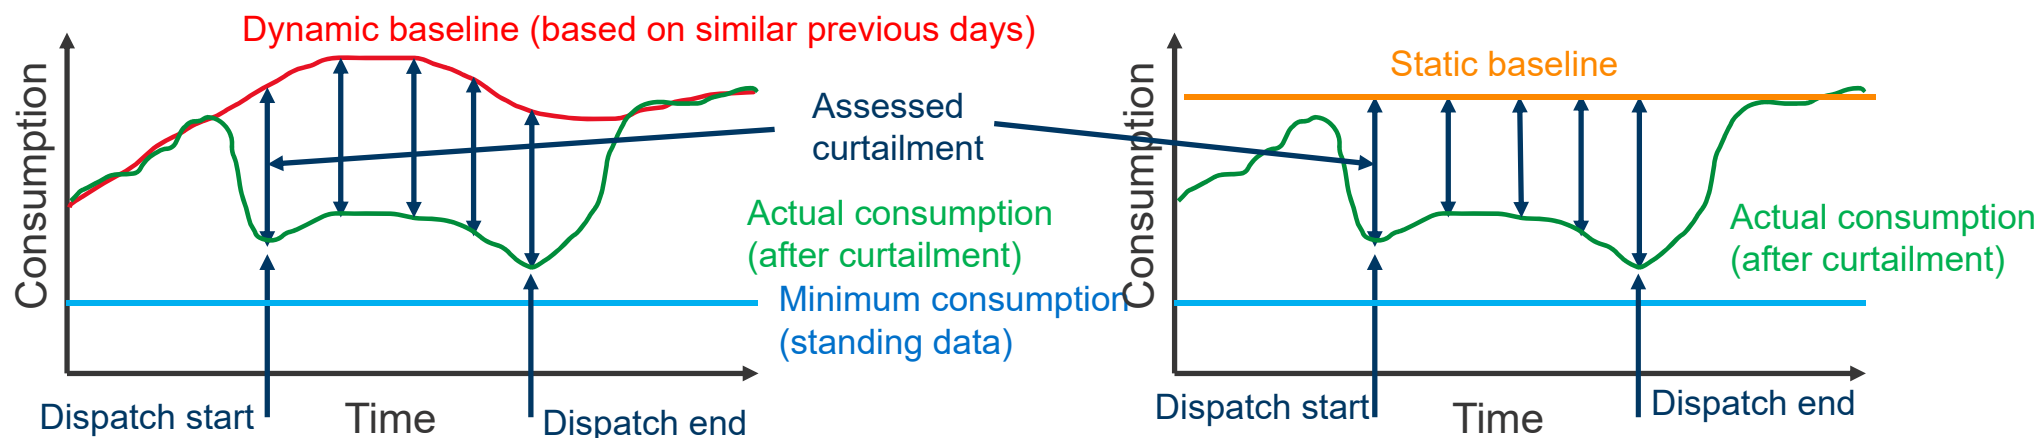 Dynamic baseline (based on similar previous days)
Consumption
Assessed
curtailment
Actual consumption
(after curtailment)
Minimum consumption
(standing data)
Dispatch start
Time
Dispatch end
Static baseline
Consumption
Actual consumption
(after curtailment)
Dispatch start
Time
Dispatch end